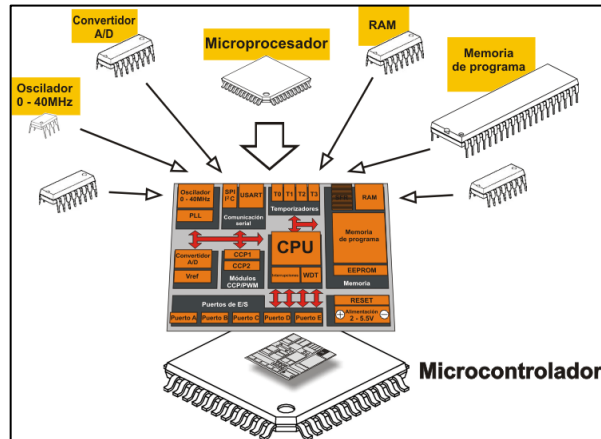 Convertidor
A/D
Microprocesador
RAM
Memoria
de programa
Oscilador
0 - 40MHz
Oscilador
0 - 40MHz
PLL
SPI
I²C
USART
Comunicación
serial
T0 T1 T2 T3
Temporizadores
RAM
Memoria
de programa
EEPROM
Memoria
Convertidor
A/D
Vref
CCP1
CCP2
Módulos
CCP/PWM
CPU
Interrupciones
WDT
Puertos de E/S
Puerto A Puerto B Puerto C Puerto D Puerto E
RESET
Alimentación
2 - 5.5V
Microcontrolador